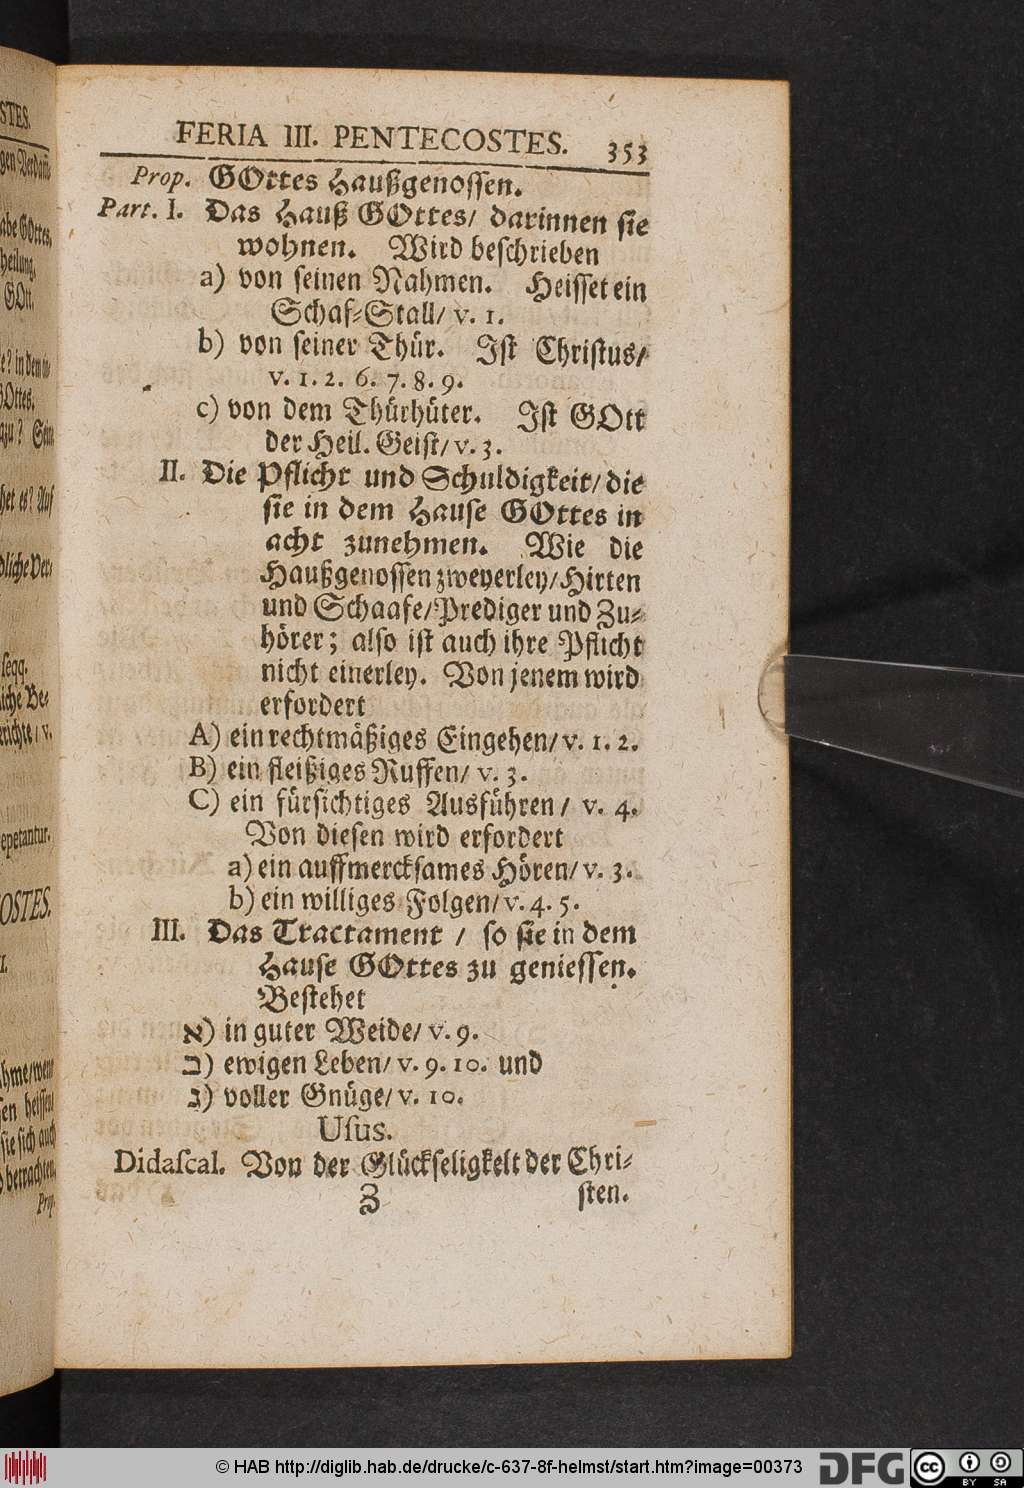 FERIA III. PENTECOSTES. 353
Prop. GOttes Haußgenossen.
Part. I. Das Hauß GOttes/ darinnen sie
wohnen. Wird beschrieben
a) von seinen Nahmen. Heisset ein
Schaf-Stall/ v. 1.
b) von seiner Thür. Ist Christus/
v. 1. 2. 6. 7. 8. 9.
c) von dem Thürhüter. Ist GOtt
der Heil. Geist/ v. 3.
II. Die Pflicht und Schuldigkeit/ die
sie in dem Hause GOttes in
acht zunehmen. Wie die
Haußgenossen zweyerley/ Hirten
und Schaafe/ Prediger und Zu-
hörer; also ist auch ihre Pflicht
nicht einerley. Von jenem wird
erfordert
A) ein rechtmäßiges Eingehen/ v. 1. 2.
B) ein fleißiges Ruffen/ v. 3.
C) ein fürsichtiges Ausführen / v. 4.
Von diesen wird erfordert
a) ein auffmercksames Hören/ v. 3.
b) ein williges Folgen/ v. 4. 5.
III. Das Tractament / so sie in dem
Hause GOttes zu geniessen.
Bestehet
א) in guter Weide/ v. 9.
ב) ewigen Leben/ v. 9. 10. und
ג) voller Gnüge/ v. 10.
Usus.
Didascal. Von der Glückseligkelt der Chri-
Z sten.
STES.
OSTES.
Prop.
© HAB http://diglib.hab.de/drucke/c-637-8f-helmst/start.htm?image=00373
DFG
cc BY SA